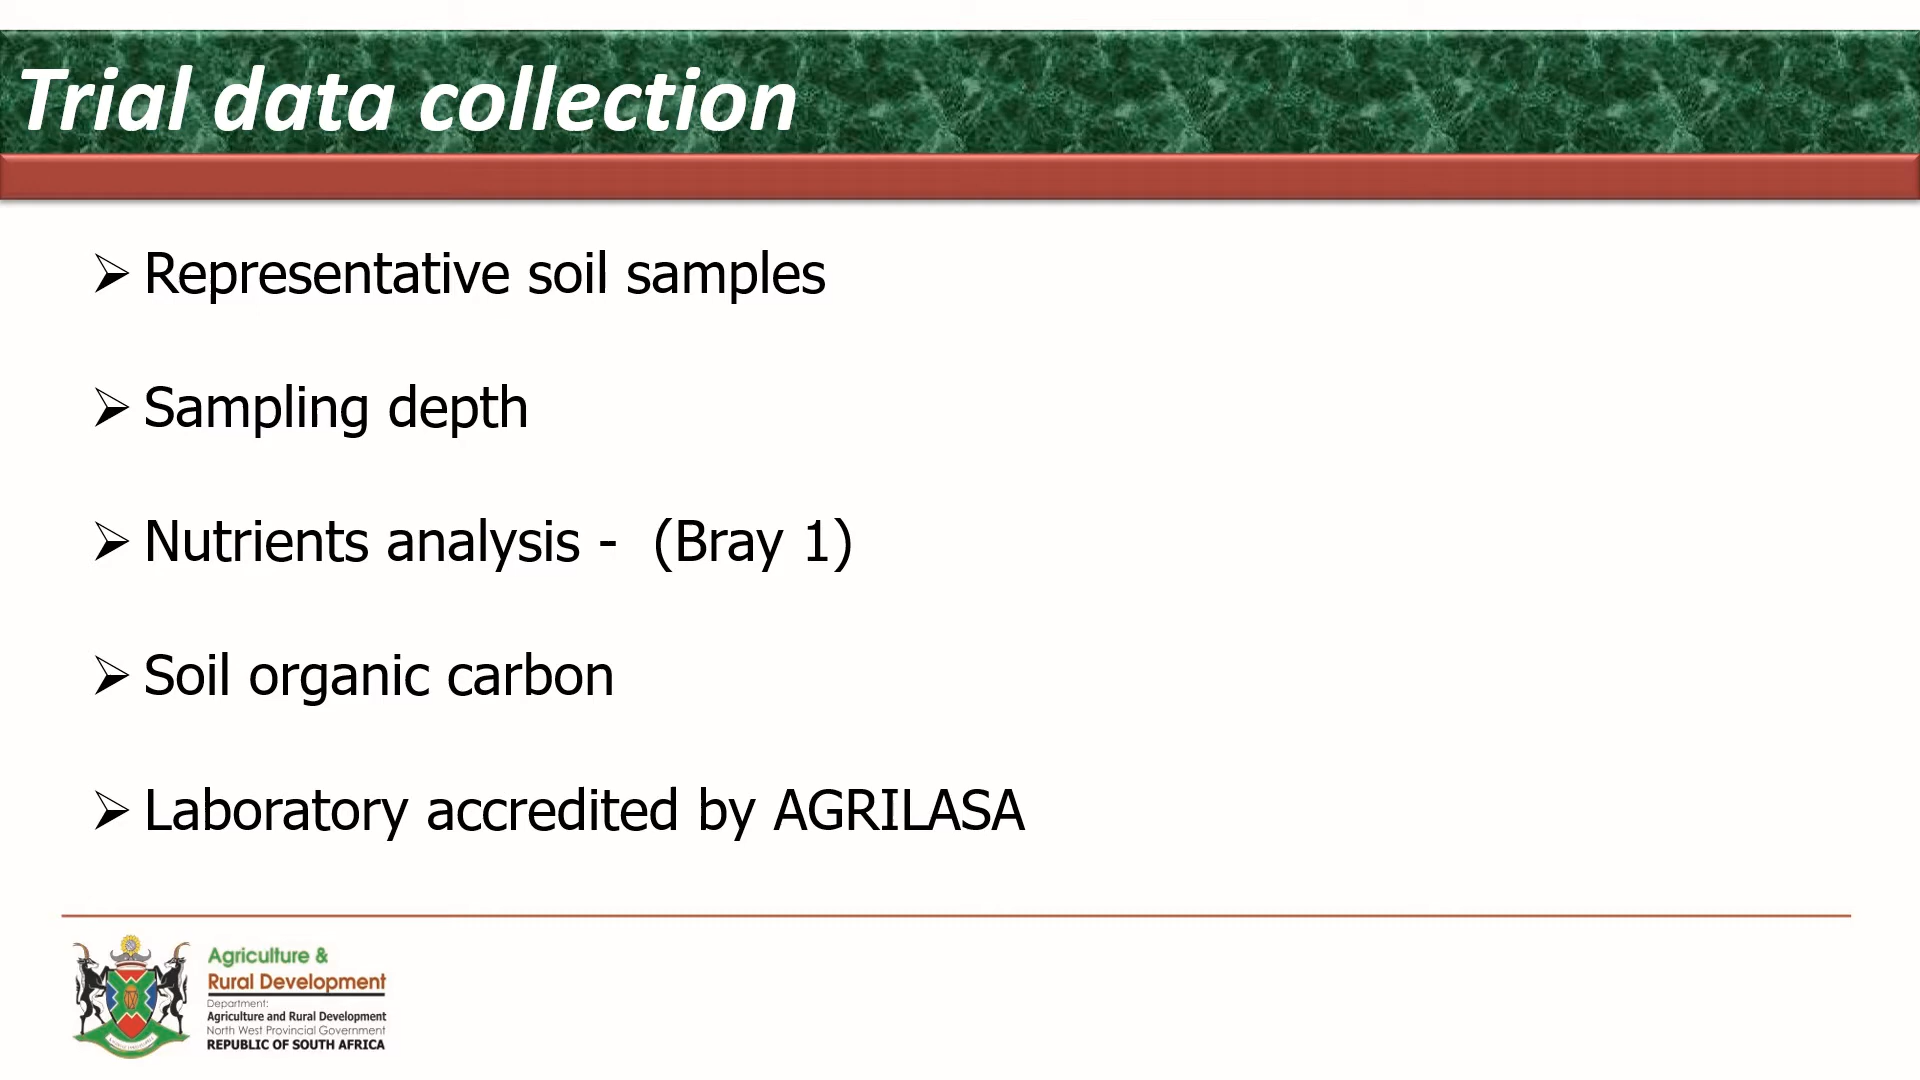 Trial data collection
Representative soil samples
Sampling depth
Nutrients analysis -  (Bray 1)
Soil organic carbon
Laboratory accredited by AGRILASA
Agriculture &
Rural Development
Department:
Agriculture and Rural Development
North West Provincial Government
REPUBLIC OF SOUTH AFRICA